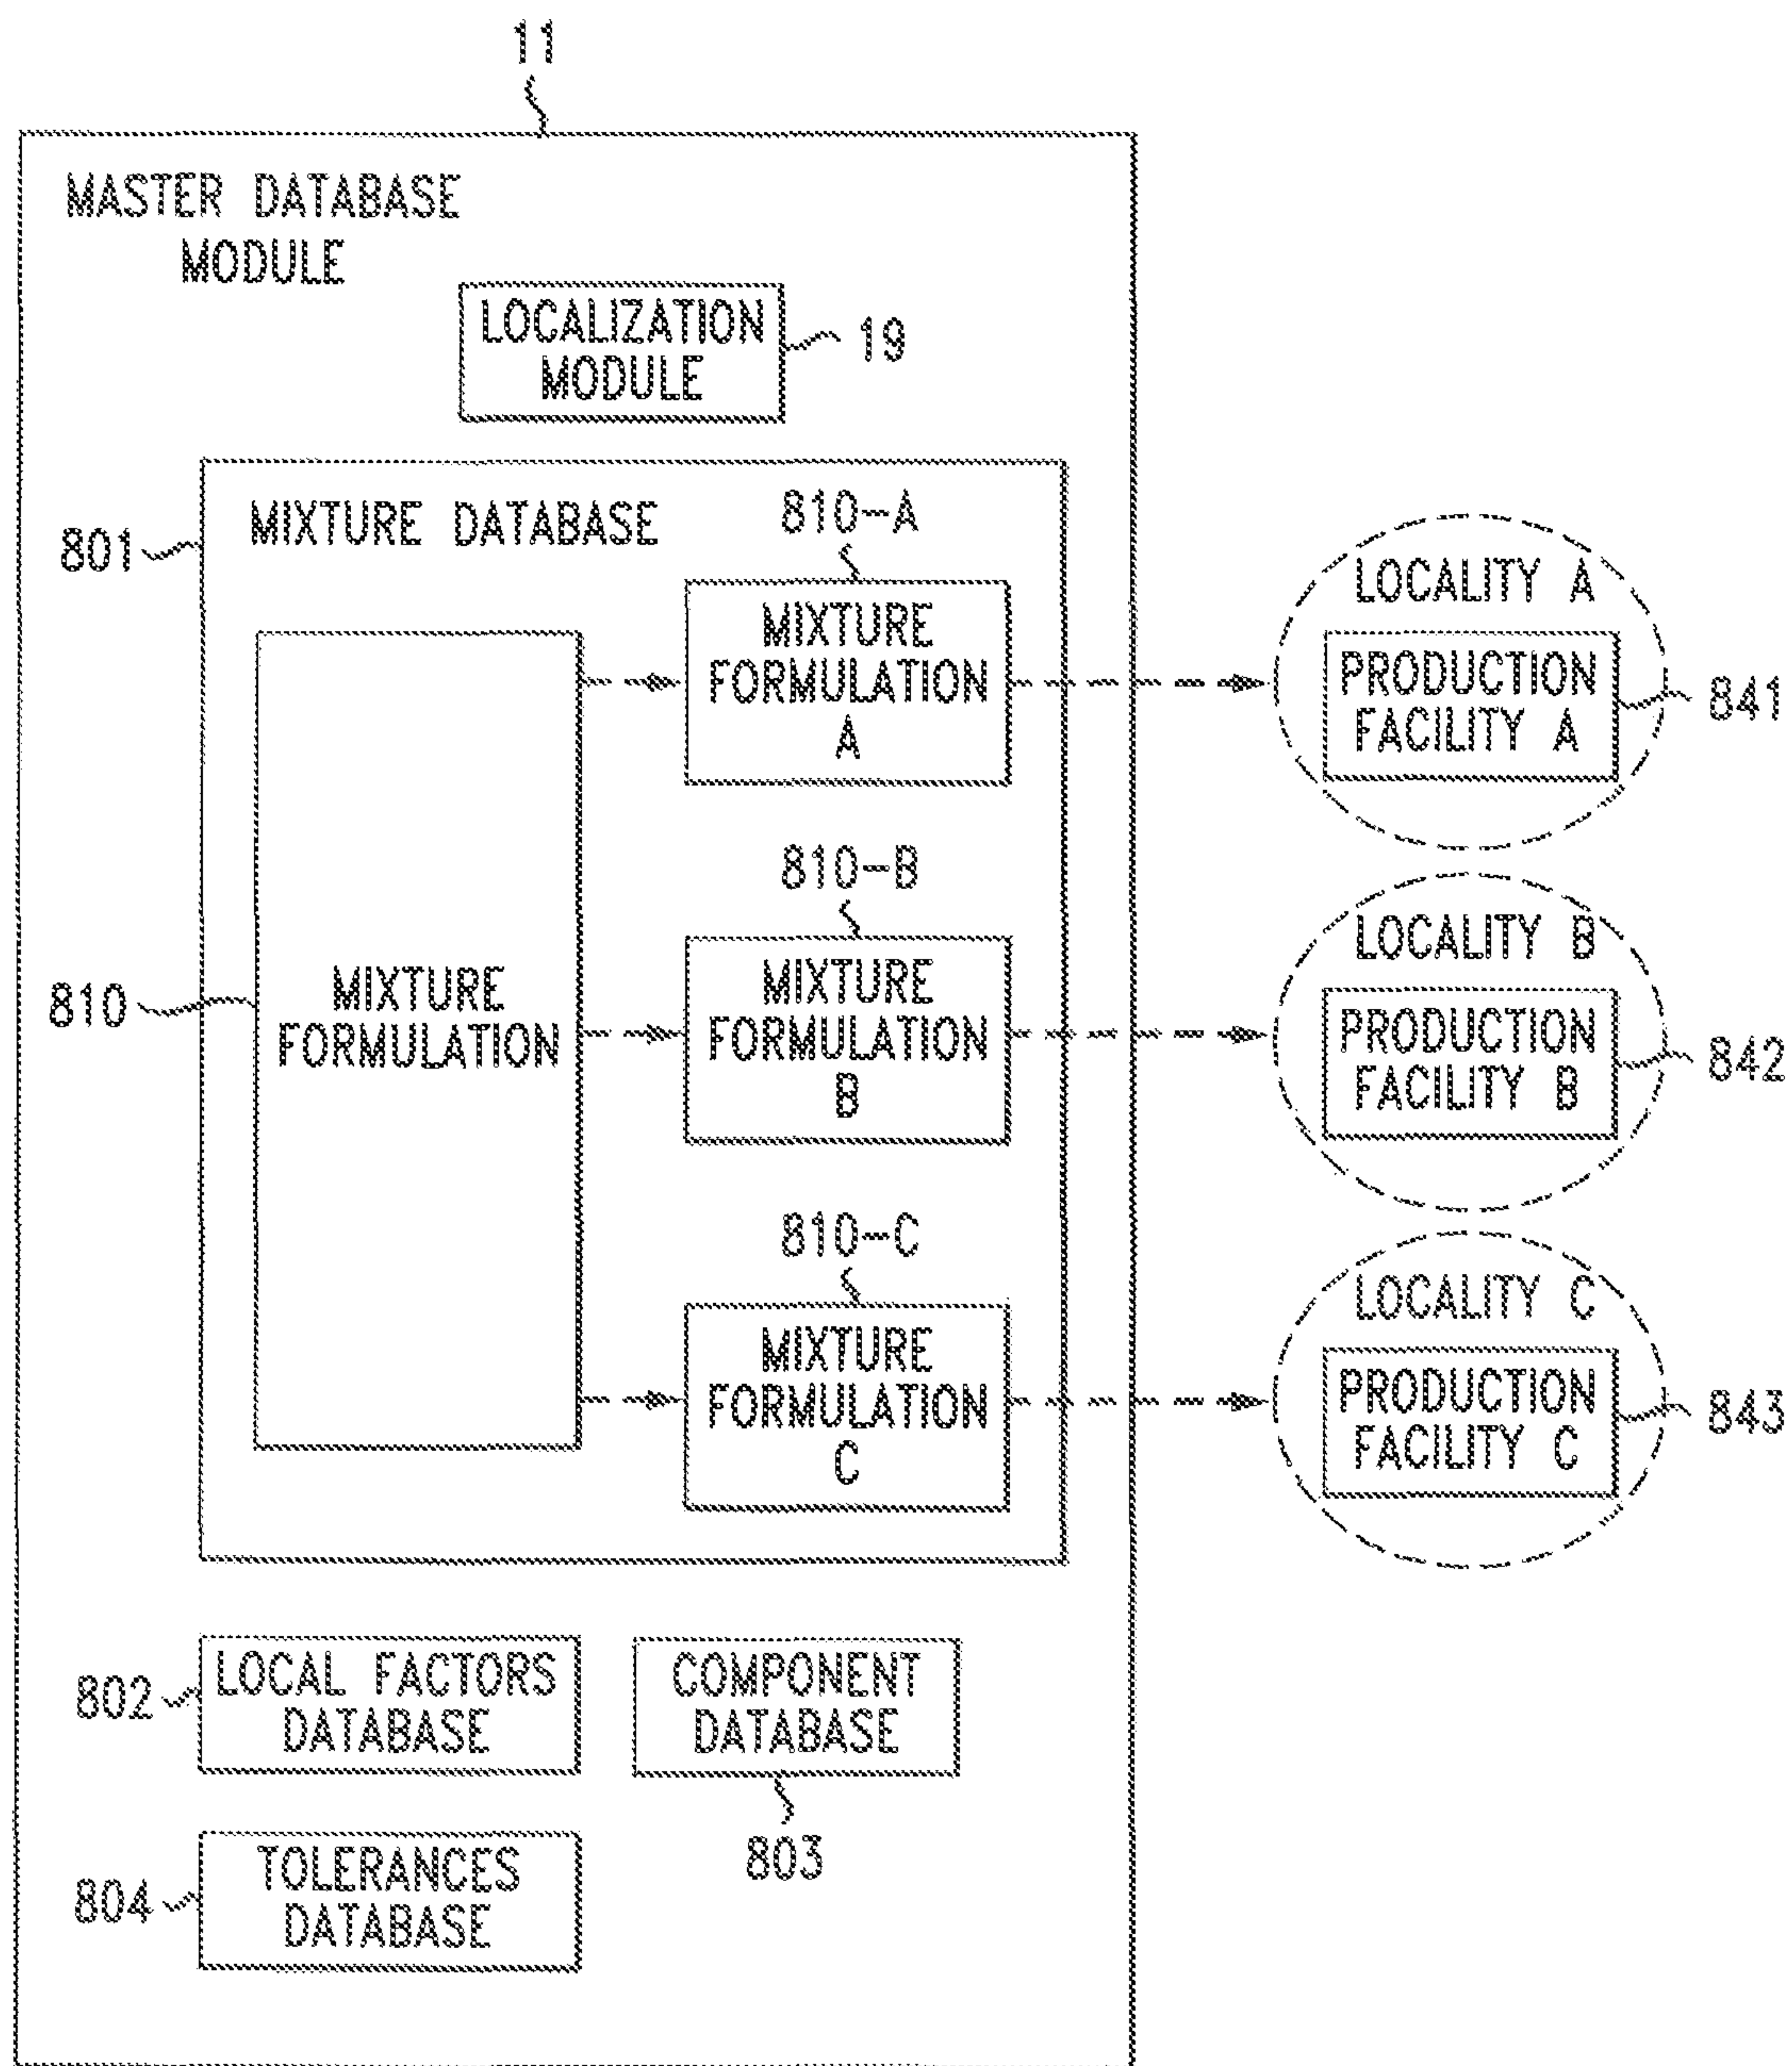 11
MASTER DATABASE
MODULE
LOCALIZATION
MODULE
19
801
MIXTURE DATABASE
810-A
MIXTURE
FORMULATION
A
LOCALITY A
PRODUCTION
FACILITY A
841
810
MIXTURE
FORMULATION
810-B
MIXTURE
FORMULATION
B
LOCALITY B
PRODUCTION
FACILITY B
842
810-C
MIXTURE
FORMULATION
C
LOCALITY C
PRODUCTION
FACILITY C
843
802
LOCAL FACTORS
DATABASE
COMPONENT
DATABASE
803
804
TOLERANCES
DATABASE